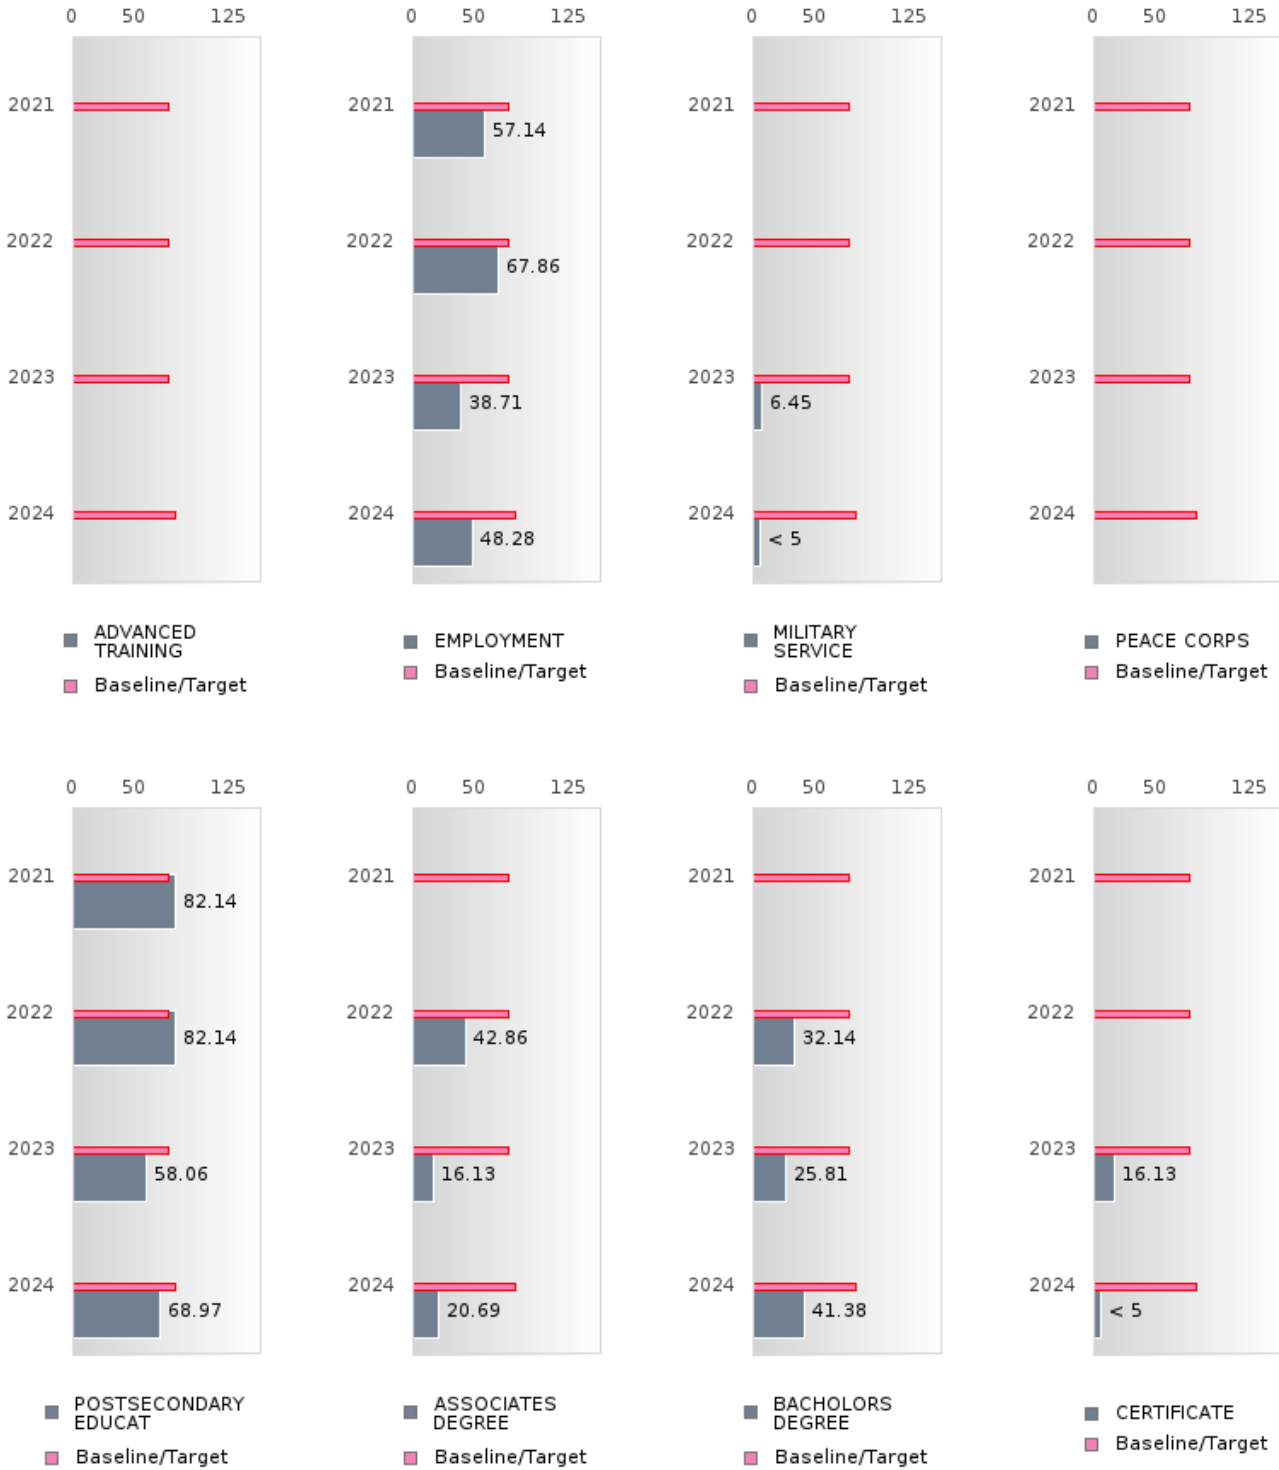 0 50 125 0 50 125 0 50 125 0 50 125
2021 2021 2021 2021
57.14
2022 2022 2022 2022
67.86
2023 2023 2023 2023
38.71 6.45
2024 2024 2024 2024
48.28 < 5
ADVANCED TRAINING
Baseline/Target
EMPLOYMENT
Baseline/Target
MILITARY
SERVICE
Baseline/Target
PEACE CORPS
Baseline/Target
0 50 125 0 50 125 0 50 125 0 50 125
2021 2021 2021 2021
82.14
2022 2022 2022 2022
82.14 42.86 32.14
2023 2023 2023 2023
58.06 16.13 25.81 16.13
2024 2024 2024 2024
68.97 20.69 41.38 < 5
POSTSECONDARY
EDUCAT
Baseline/Target
ASSOCIATES
DEGREE
Baseline/Target
BACHOLORS
DEGREE
Baseline/Target
CERTIFICATE
Baseline/Target